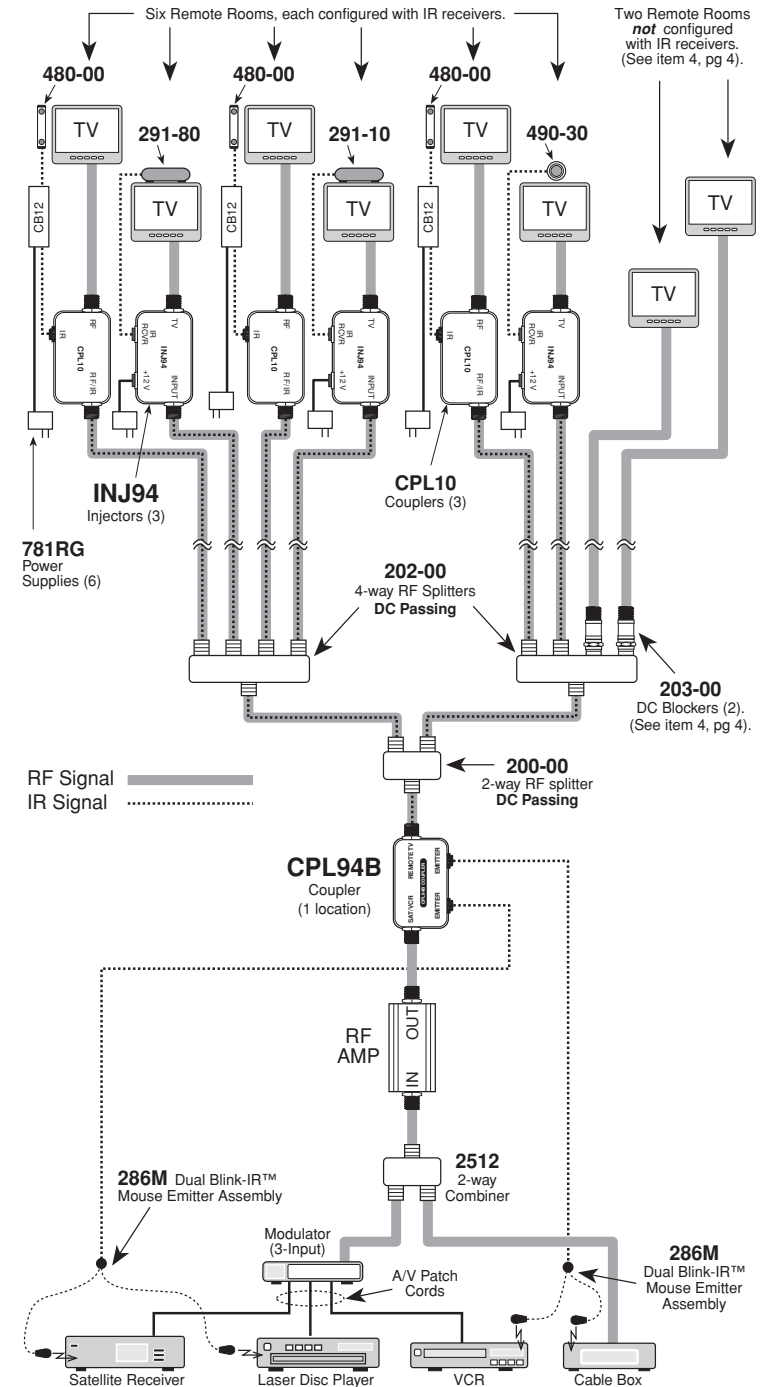 Six Remote Rooms, each configured with IR receivers.
Two Remote Rooms
not configured
with IR receivers.
(See item 4, pg 4).
480-00
480-00
480-00
TV
TV
TV
291-80
291-10
490-30
TV
TV
TV
TV
TV
CB12
CB12
CB12
RF
IR
CPL10
RF/IR
TV
IR
RCVR
INJ94
+12 V
INPUT
RF
IR
CPL10
RF/IR
TV
IR
RCVR
INJ94
+12 V
INPUT
RF
IR
CPL10
RF/IR
TV
IR
RCVR
INJ94
+12 V
INPUT
INJ94
Injectors (3)
CPL10
Couplers (3)
781RG
Power
Supplies (6)
202-00
4-way RF Splitters
DC Passing
203-00
DC Blockers (2).
(See item 4, pg 4).
200-00
2-way RF splitter
DC Passing
RF Signal
IR Signal
CPL94B
Coupler
(1 location)
REMOTE TV
EMITTER
CPL94B COUPLER
SAT/VCR
EMITTER
RF
AMP
OUT
IN
2512
2-way
Combiner
286M Dual Blink-IR™
Mouse Emitter Assembly
Modulator
(3-Input)
A/V Patch
Cords
286M
Dual Blink-IR™
Mouse Emitter
Assembly
Satellite Receiver
Laser Disc Player
VCR
Cable Box